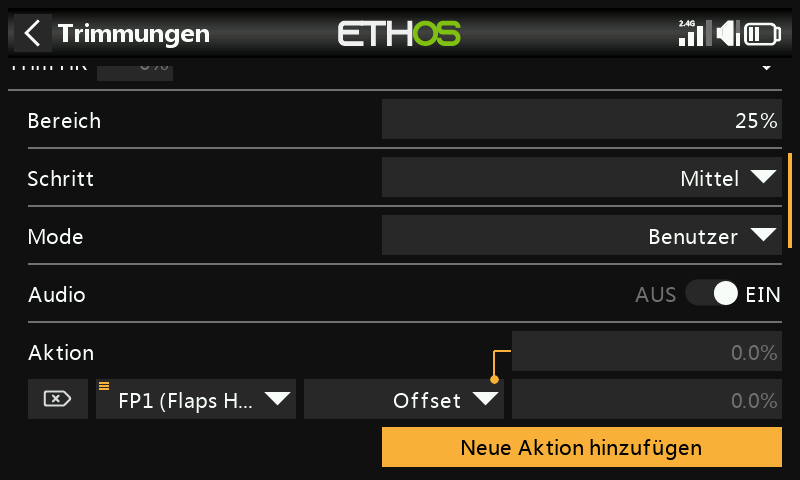 Trimmungen
ETHOS
2.4G
Bereich
25%
Schritt
Mittel
Mode
Benutzer
Audio
AUS EIN
Aktion
0.0%
FP1 (Flaps H...
Offset
0.0%
Neue Aktion hinzufügen